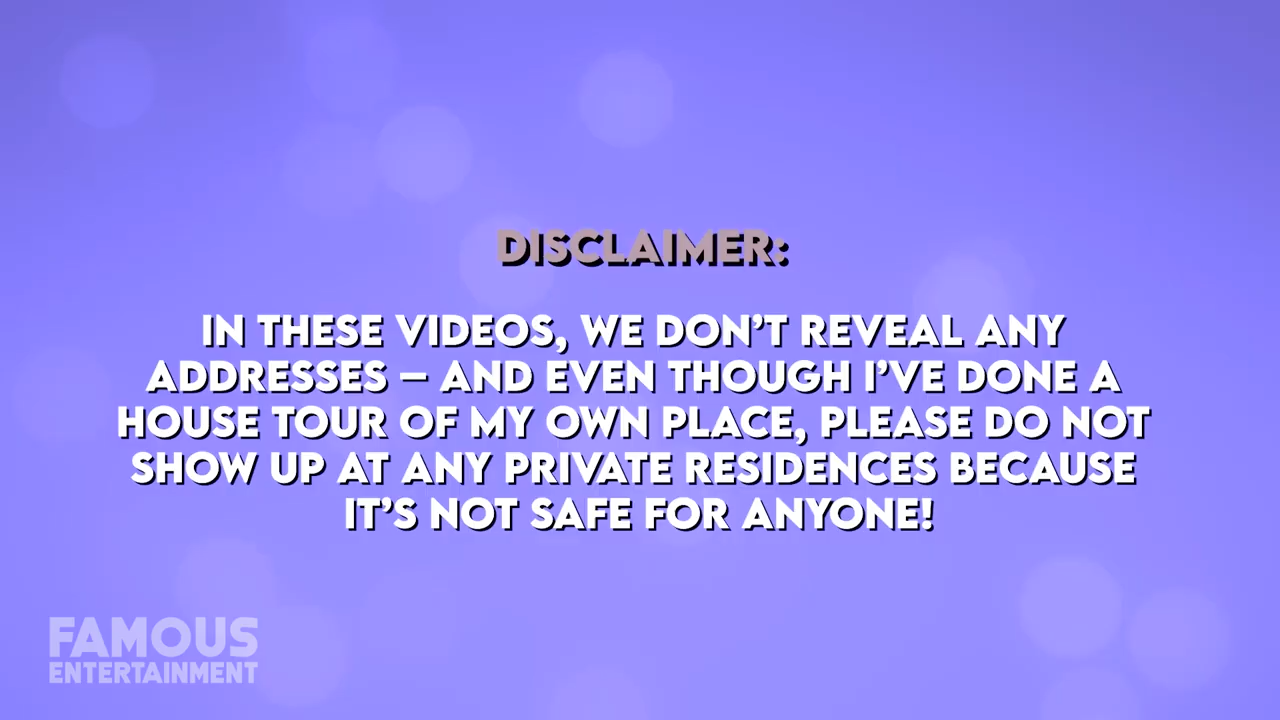 DISCLAIMER:
IN THESE VIDEOS, WE DON'T REVEAL ANY
ADDRESSES – AND EVEN THOUGH I'VE DONE A
HOUSE TOUR OF MY OWN PLACE, PLEASE DO NOT
SHOW UP AT ANY PRIVATE RESIDENCES BECAUSE
IT'S NOT SAFE FOR ANYONE!
FAMOUS
ENTERTAINMENT